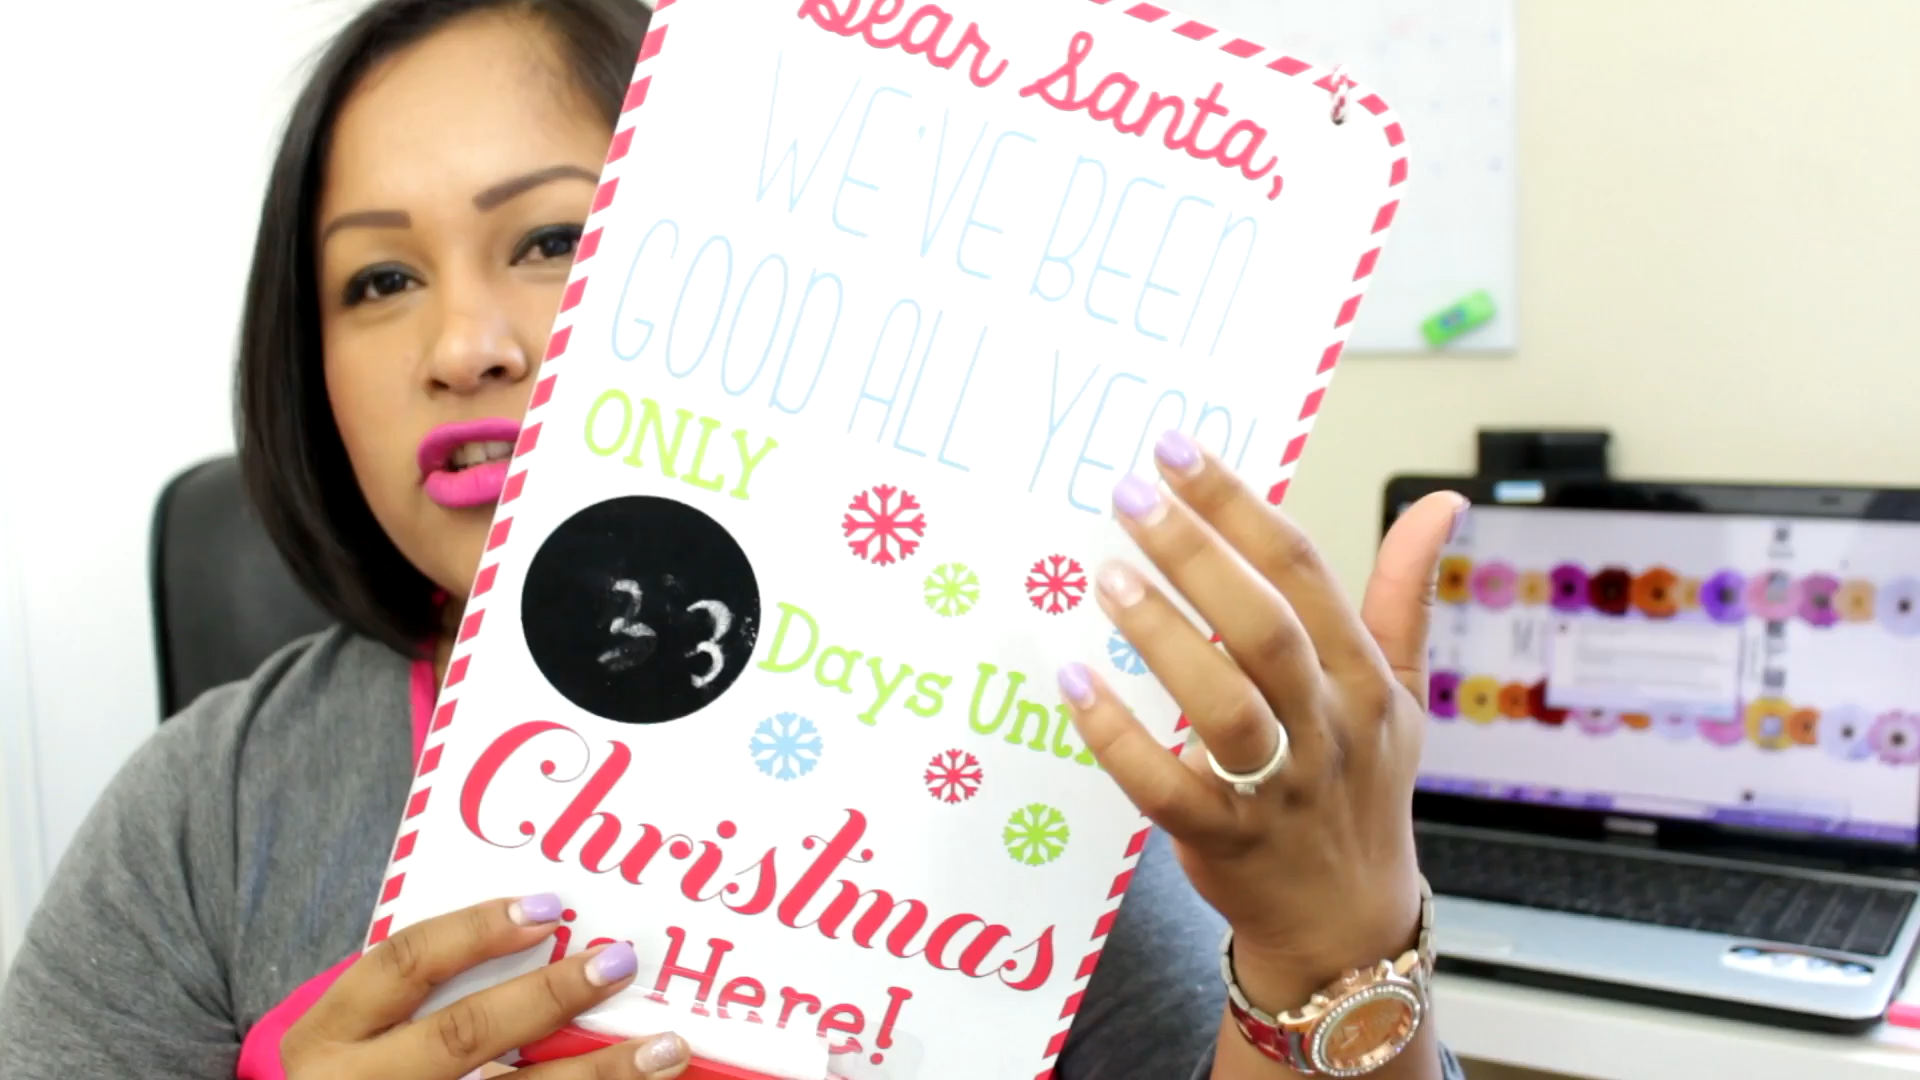 Dear Santa,
WE'VE BEEN
GOOD ALL YEAR!
ONLY
33 Days Until
Christmas
is Here!